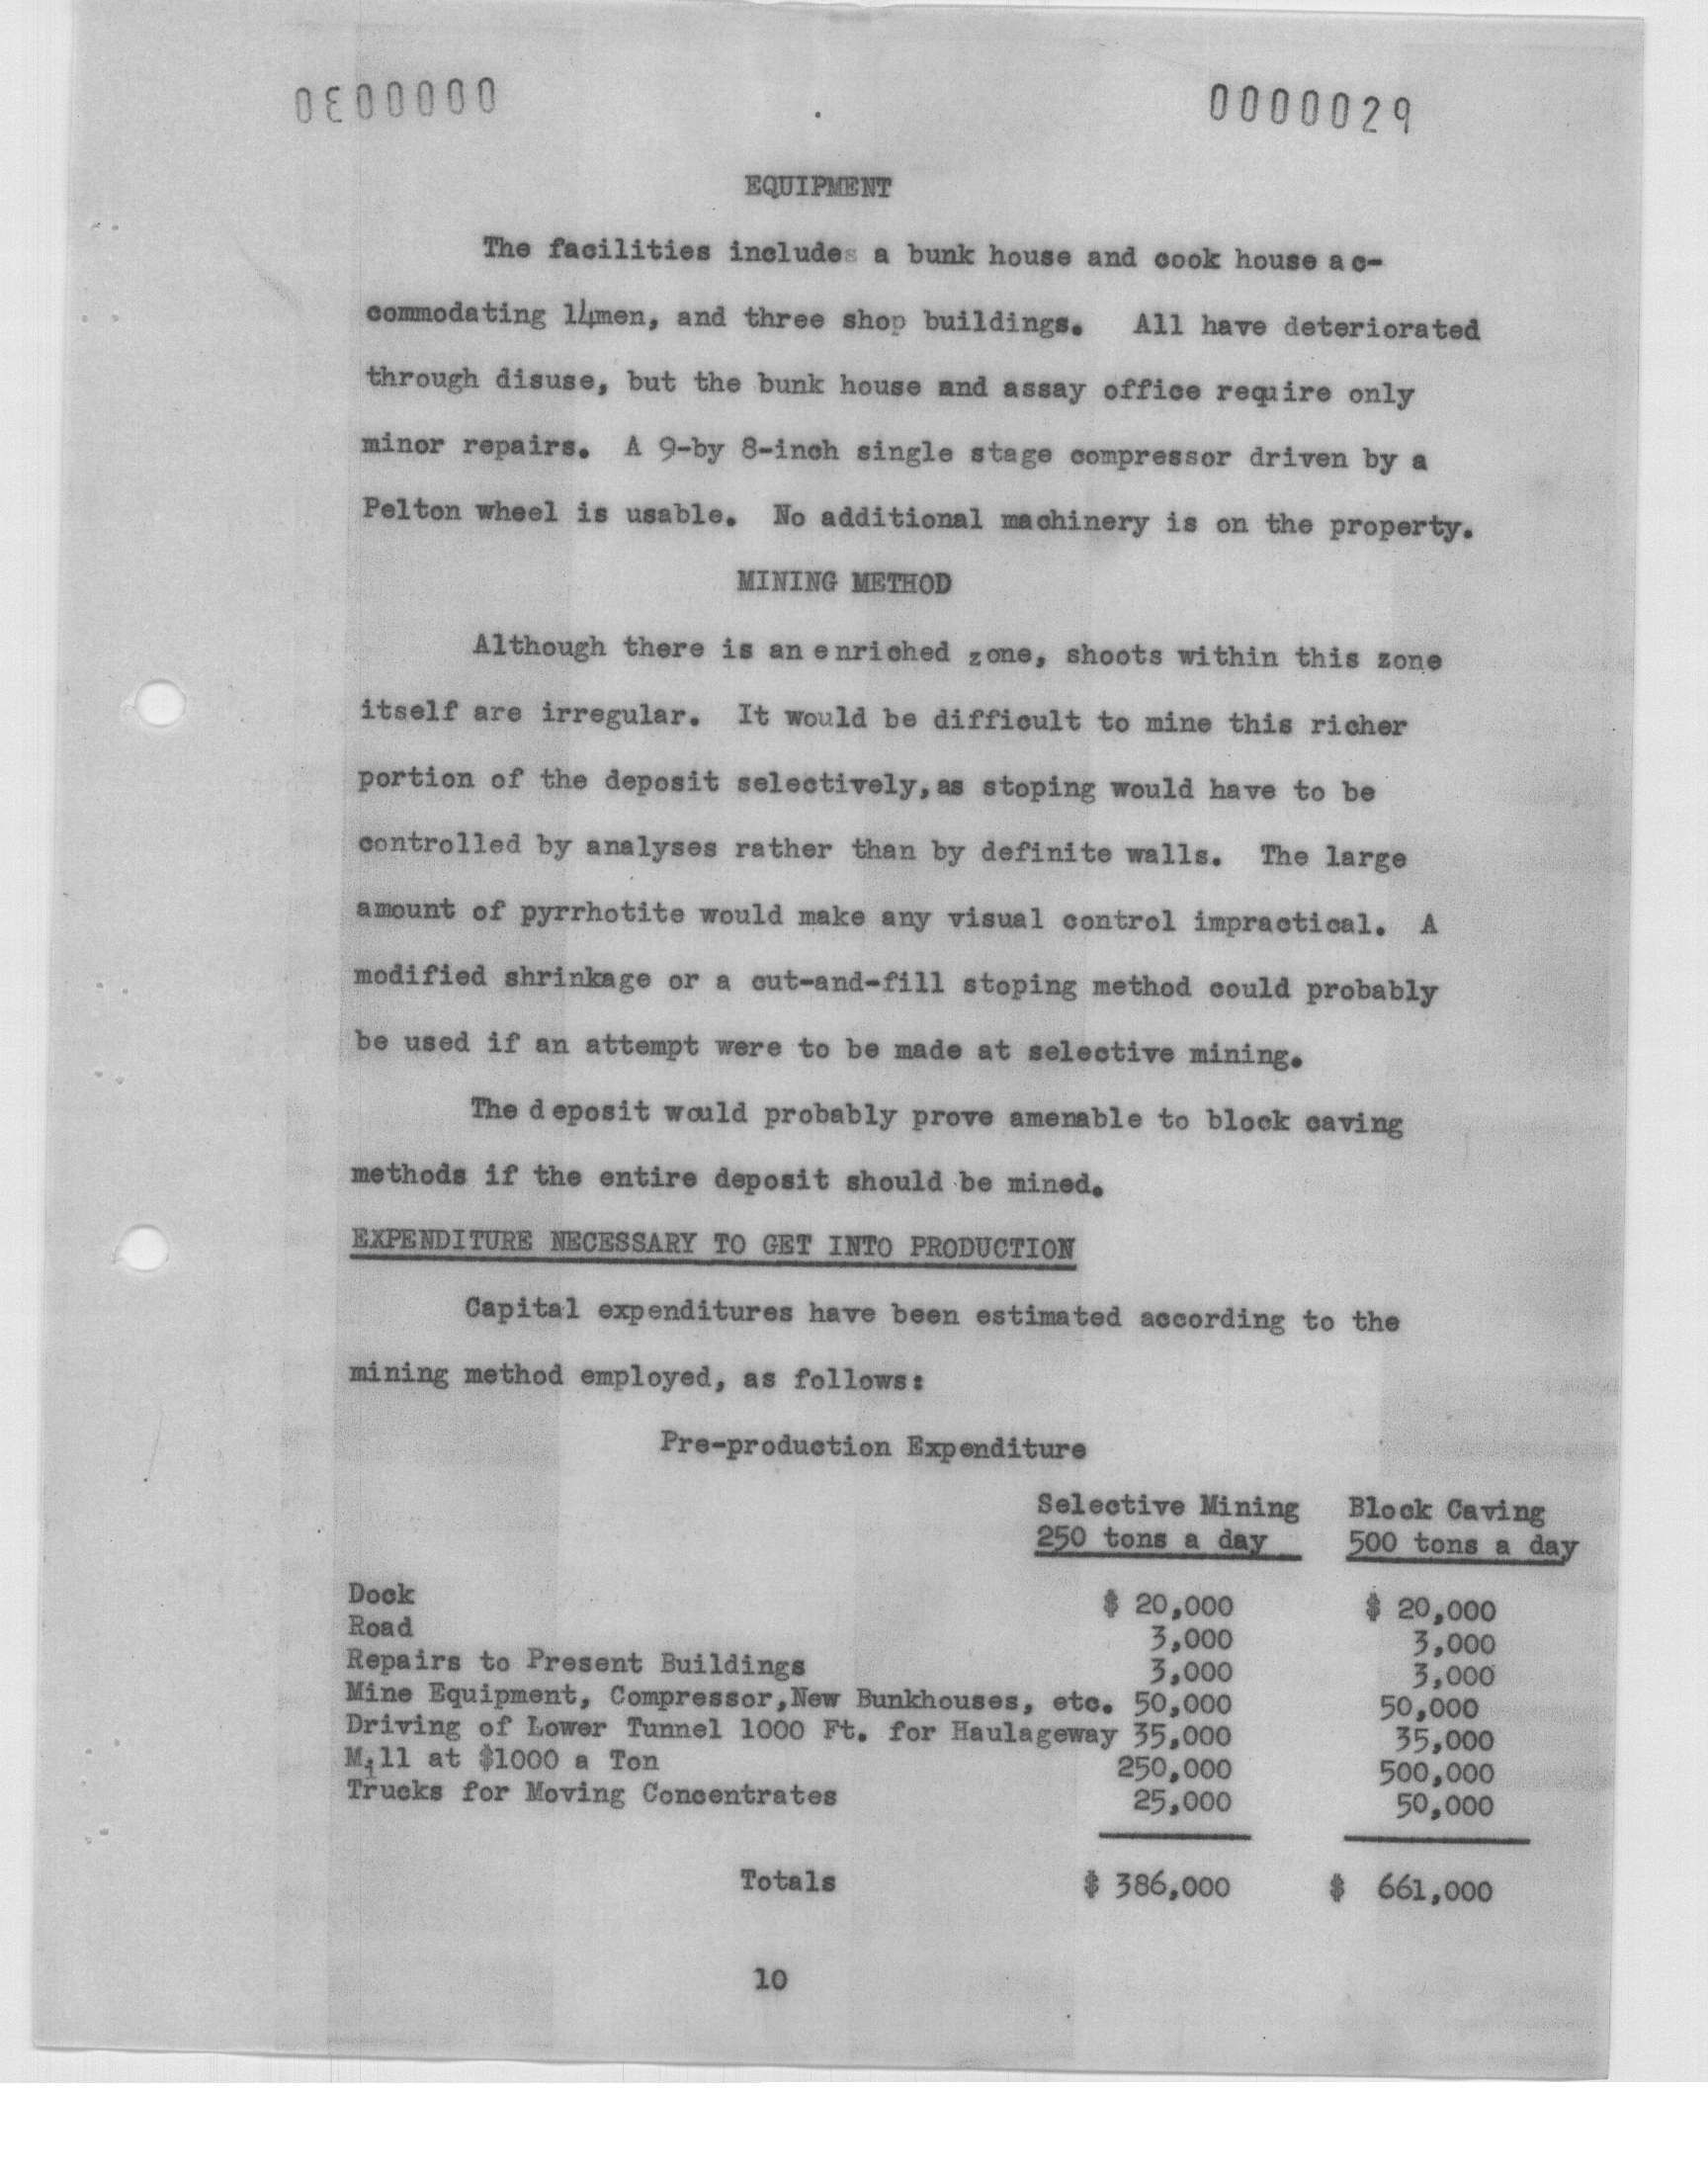 0000030
0000029
EQUIPMENT
The facilities includes a bunk house and cook house ac-
commodating 14men, and three shop buildings. All have deteriorated
through disuse, but the bunk house and assay office require only
minor repairs. A 9-by 8-inch single stage compressor driven by a
Pelton wheel is usable. No additional machinery is on the property.
MINING METHOD
Although there is an enriched zone, shoots within this zone
itself are irregular. It would be difficult to mine this richer
portion of the deposit selectively, as stoping would have to be
controlled by analyses rather than by definite walls. The large
amount of pyrrhotite would make any visual control impractical. A
modified shrinkage or a cut-and-fill stoping method could probably
be used if an attempt were to be made at selective mining.
The deposit would probably prove amenable to block caving
methods if the entire deposit should be mined.
EXPENDITURE NECESSARY TO GET INTO PRODUCTION
Capital expenditures have been estimated according to the
mining method employed, as follows:
Pre-production Expenditure
Selective Mining Block Caving
250 tons a day 500 tons a day
Dock $ 20,000 $ 20,000
Road 3,000 3,000
Repairs to Present Buildings 3,000 3,000
Mine Equipment, Compressor, New Bunkhouses, etc. 50,000 50,000
Driving of Lower Tunnel 1000 Ft. for Haulageway 35,000 35,000
Mill at $1000 a Ton 250,000 500,000
Trucks for Moving Concentrates 25,000 50,000
Totals $ 386,000 $ 661,000
10